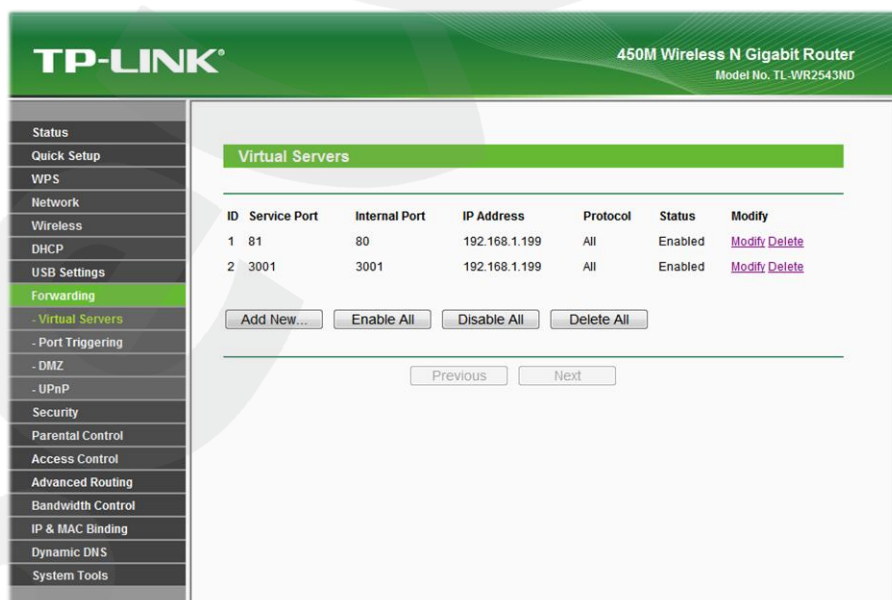 TP-LINK®
450M Wireless N Gigabit Router
Model No. TL-WR2543ND
Status
Quick Setup
WPS
Network
Wireless
DHCP
USB Settings
Forwarding
- Virtual Servers
- Port Triggering
- DMZ
- UPnP
Security
Parental Control
Access Control
Advanced Routing
Bandwidth Control
IP & MAC Binding
Dynamic DNS
System Tools
Virtual Servers
ID Service Port Internal Port IP Address Protocol Status Modify
1 81 80 192.168.1.199 All Enabled Modify Delete
2 3001 3001 192.168.1.199 All Enabled Modify Delete
Add New... Enable All Disable All Delete All
Previous Next